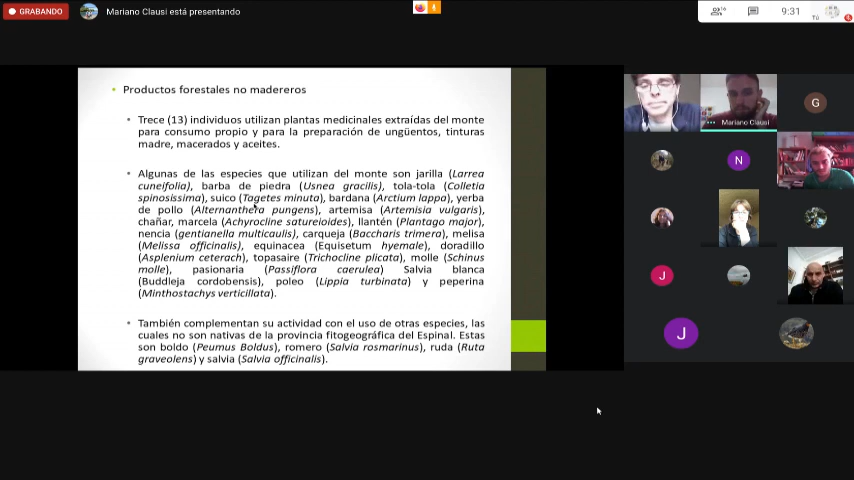 GRABANDO
Mariano Clausi está presentando
16
9:31
Tú
Productos forestales no madereros
Trece (13) individuos utilizan plantas medicinales extraídas del monte
para consumo propio y para la preparación de ungüentos, tinturas
madre, macerados y aceites.
Algunas de las especies que utilizan del monte son jarilla (Larrea
cuneifolia), barba de piedra (Usnea gracilis), tola-tola (Colletia
spinosissima), suico (Tagetes minuta), bardana (Arctium lappa), yerba
de pollo (Alternanthera pungens), artemisa (Artemisia vulgaris),
chañar, marcela (Achyrocline satureioides), llantén (Plantago major),
nencia (gentianella multicaulis), carqueja (Baccharis trimera), melisa
(Melissa officinalis), equinacea (Equisetum hyemale), doradillo
(Asplenium ceterach), topasaire (Trichocline plicata), molle (Schinus
molle), pasionaria (Passiflora caerulea) Salvia blanca
(Buddleja cordobensis), poleo (Lippia turbinata) y peperina
(Minthostachys verticillata).
También complementan su actividad con el uso de otras especies, las
cuales no son nativas de la provincia fitogeográfica del Espinal. Estas
son boldo (Peumus Boldus), romero (Salvia rosmarinus), ruda (Ruta
graveolens) y salvia (Salvia officinalis).
Mariano Clausi
G
N
J
J